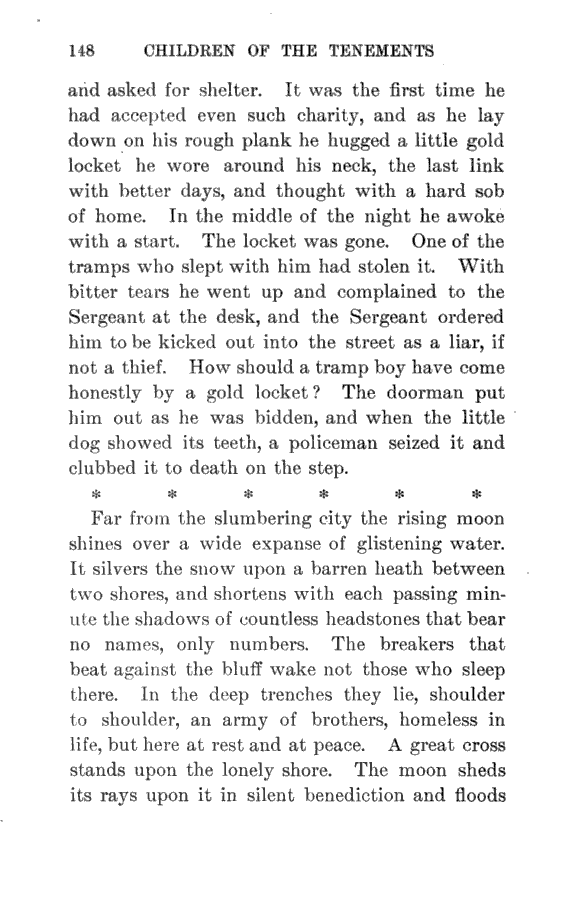 148 CHILDREN OF THE TENEMENTS
and asked for shelter. It was the first time he
had accepted even such charity, and as he lay
down on his rough plank he hugged a little gold
locket he wore around his neck, the last link
with better days, and thought with a hard sob
of home. In the middle of the night he awoke
with a start. The locket was gone. One of the
tramps who slept with him had stolen it. With
bitter tears he went up and complained to the
Sergeant at the desk, and the Sergeant ordered
him to be kicked out into the street as a liar, if
not a thief. How should a tramp boy have come
honestly by a gold locket? The doorman put
him out as he was bidden, and when the little
dog showed its teeth, a policeman seized it and
clubbed it to death on the step.
* * * * * *
Far from the slumbering city the rising moon
shines over a wide expanse of glistening water.
It silvers the snow upon a barren heath between
two shores, and shortens with each passing min-
ute the shadows of countless headstones that bear
no names, only numbers. The breakers that
beat against the bluff wake not those who sleep
there. In the deep trenches they lie, shoulder
to shoulder, an army of brothers, homeless in
life, but here at rest and at peace. A great cross
stands upon the lonely shore. The moon sheds
its rays upon it in silent benediction and floods